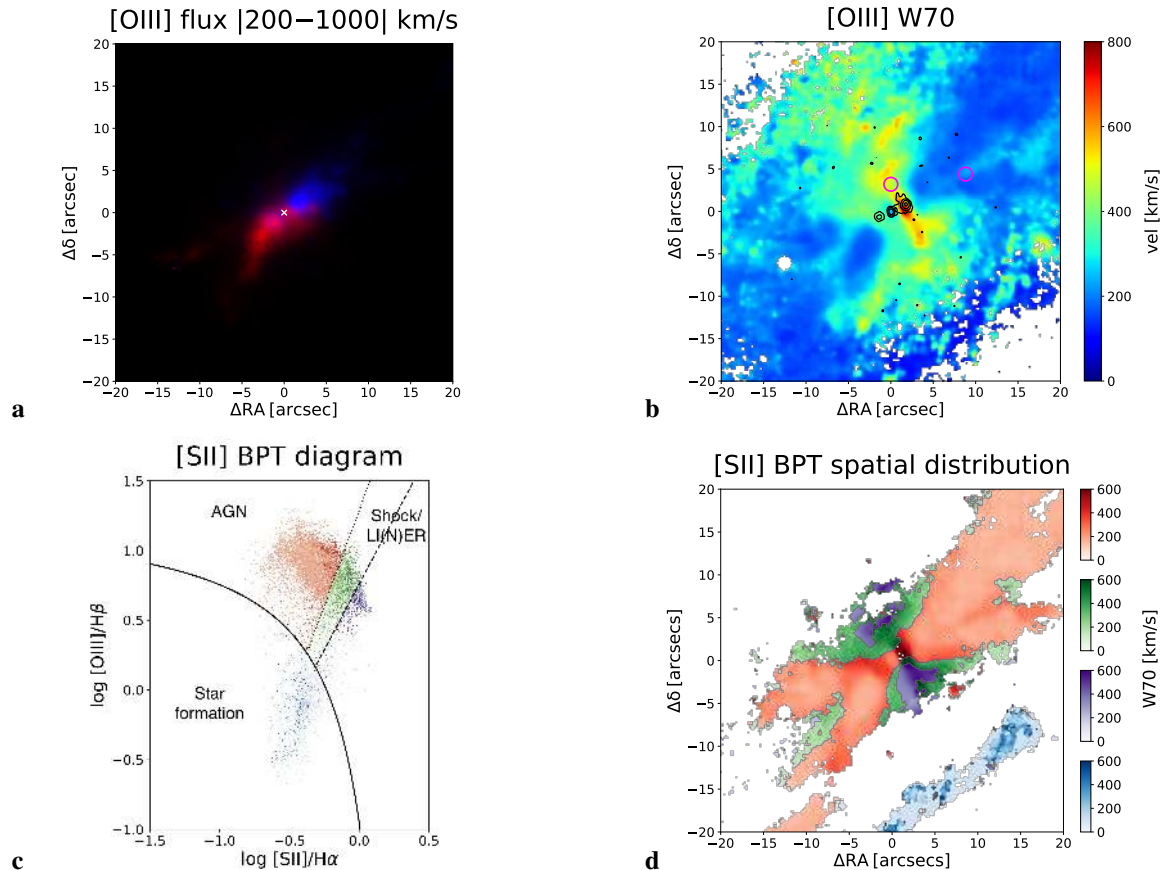 [OIII] flux |200−1000| km/s
20
15
10
5
0
−5
−10
−15
−20
−20 −15 −10 −5 0 5 10 15 20
Δδ [arcsec]
ΔRA [arcsec]
a
[OIII] W70
20
15
10
5
0
−5
−10
−15
−20
−20 −15 −10 −5 0 5 10 15 20
Δδ [arcsec]
ΔRA [arcsec]
800
600
400
200
0
vel [km/s]
b
[SII] BPT diagram
AGN
Shock/
LI(N)ER
Star
formation
1.5
1.0
0.5
0.0
−0.5
−1.0
−1.5 −1.0 −0.5 0.0 0.5
log [OIII]/Hβ
log [SII]/Hα
c
[SII] BPT spatial distribution
20
15
10
5
0
−5
−10
−15
−20
−20 −15 −10 −5 0 5 10 15 20
Δδ [arcsecs]
ΔRA [arcsecs]
600
400
200
0
600
400
200
0
600
400
200
0
600
400
200
0
W70 [km/s]
d